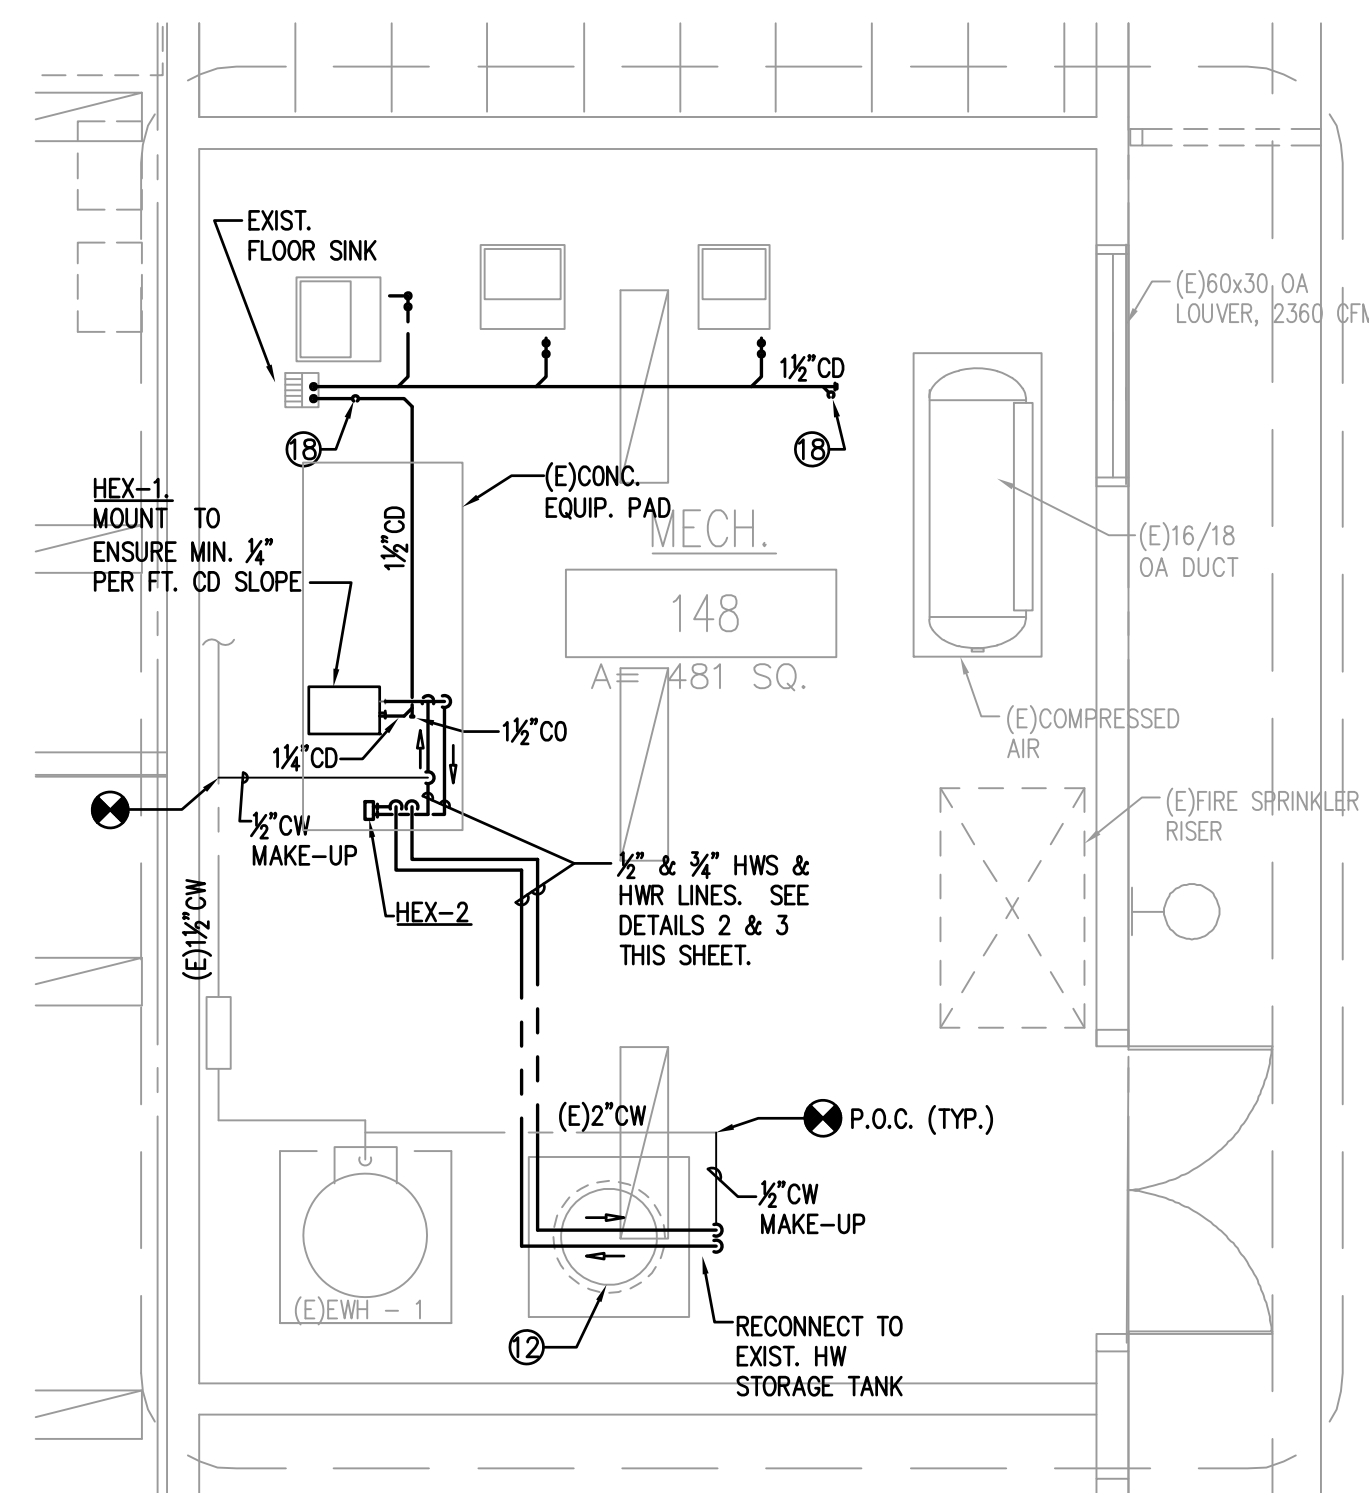 EXIST.
FLOOR SINK
(E)60x30 OA
LOUVER, 2360 CFM
1½"CD
18
18
(E)CONC.
EQUIP. PAD
HEX-1.
MOUNT TO
ENSURE MIN. ¼"
PER FT. CD SLOPE
1½"CD
MECH.
148
A= 481 SQ.
(E)16/18
OA DUCT
(E)COMPRESSED
AIR
1½"CO
1¼"CD
½"CW
MAKE-UP
(E)FIRE SPRINKLER
RISER
½" & ¾" HWS &
HWR LINES. SEE
DETAILS 2 & 3
THIS SHEET.
HEX-2
(E)1½"CW
(E)2"CW
P.O.C. (TYP.)
½"CW
MAKE-UP
(E)EWH - 1
12
RECONNECT TO
EXIST. HW
STORAGE TANK